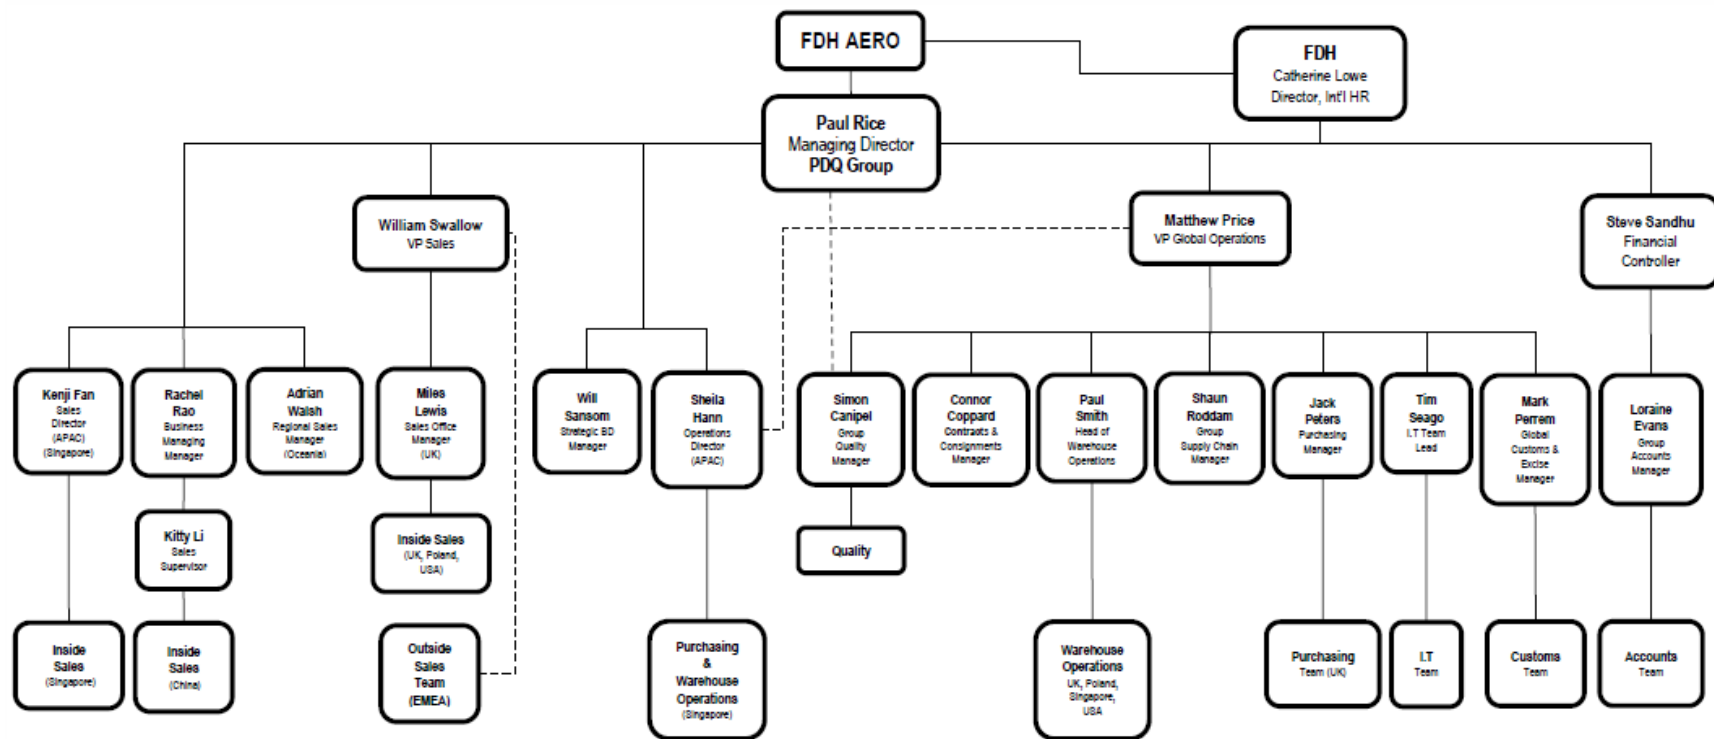 FDH AERO
FDH
Catherine Lowe
Director, Int'l HR
Paul Rice
Managing Director
PDQ Group
William Swallow
VP Sales
Matthew Price
VP Global Operations
Steve Sandhu
Financial
Controller
Kenji Fan
Sales
Director
(APAC)
(Singapore)
Rachel
Rao
Business
Managing
Manager
Adrian
Walsh
Regional Sales
Manager
(Oceania)
Miles
Lewis
Sales Office
Manager
(UK)
Will
Sansom
Strategic BD
Manager
Sheila
Hann
Operations
Director
(APAC)
Simon
Canipel
Group
Quality
Manager
Connor
Coppard
Contracts &
Consignments
Manager
Paul
Smith
Head of
Warehouse
Operations
Shaun
Roddam
Group
Supply Chain
Manager
Jack
Peters
Purchasing
Manager
Tim
Seago
I.T Team
Lead
Mark
Perrem
Global
Customs &
Excise
Manager
Loraine
Evans
Group
Accounts
Manager
Kitty Li
Sales
Supervisor
Inside Sales
(UK, Poland,
USA)
Quality
Inside
Sales
(Singapore)
Inside
Sales
(China)
Outside
Sales
Team
(EMEA)
Purchasing
&
Warehouse
Operations
(Singapore)
Warehouse
Operations
UK, Poland,
Singapore,
USA
Purchasing
Team (UK)
I.T
Team
Customs
Team
Accounts
Team